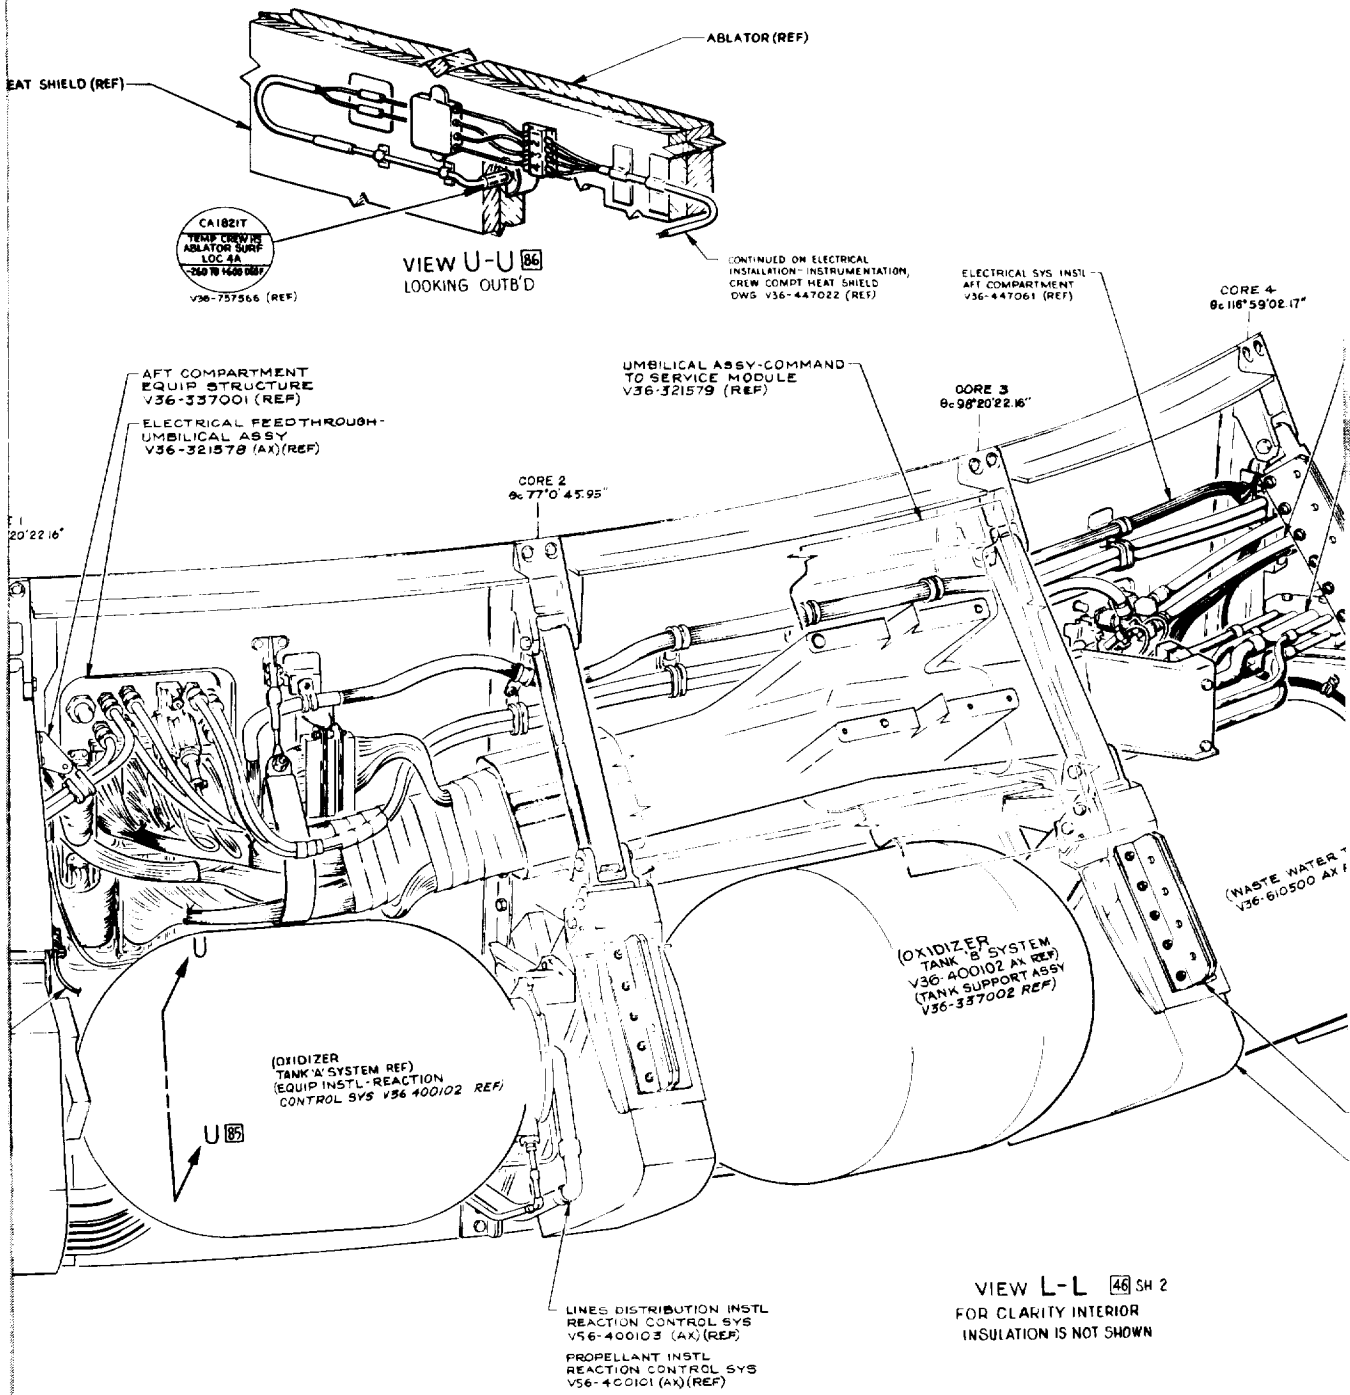 ABLATOR (REF)
EAT SHIELD (REF)
CA1821T
TEMP CREW HS
ABLATOR SURF
LOC 4A
V36-757566 (REF)
VIEW U-U 86
LOOKING OUTB'D
CONTINUED ON ELECTRICAL
INSTALLATION-INSTRUMENTATION,
CREW COMPT HEAT SHIELD
DWG V36-447022 (REF)
ELECTRICAL SYS INSTL
AFT COMPARTMENT
V36-447061 (REF)
CORE 4
θc 116°59'02.17"
AFT COMPARTMENT
EQUIP STRUCTURE
V36-337001 (REF)
ELECTRICAL FEEDTHROUGH-
UMBILICAL ASSY
V36-321578 (AX)(REF)
UMBILICAL ASSY-COMMAND
TO SERVICE MODULE
V36-321579 (REF)
CORE 3
θc 98°20'22.16"
CORE 2
θc 77°0'45.95"
E 1
20'22.16"
(WASTE WATER T
V36-610500 AX R
(OXIDIZER
TANK 'B' SYSTEM
V36-400102 AX REF)
(TANK SUPPORT ASSY
V36-337002 REF)
U
(OXIDIZER
TANK 'A' SYSTEM REF)
(EQUIP INSTL-REACTION
CONTROL SYS V36 400102 REF)
U 85
LINES DISTRIBUTION INSTL
REACTION CONTROL SYS
V56-400103 (AX)(REF)
PROPELLANT INSTL
REACTION CONTROL SYS
V56-400101 (AX)(REF)
VIEW L-L 46 SH 2
FOR CLARITY INTERIOR
INSULATION IS NOT SHOWN